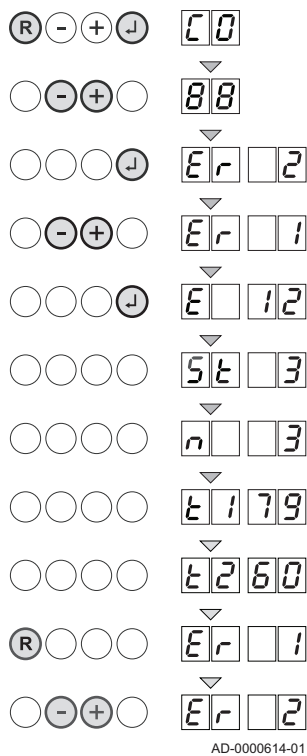 R - + ↵ C0
- + 88
↵ Er 2
- + Er 1
↵ E 12
St 3
n 3
t1 79
t2 60
R Er 1
- + Er 2
AD-0000614-01